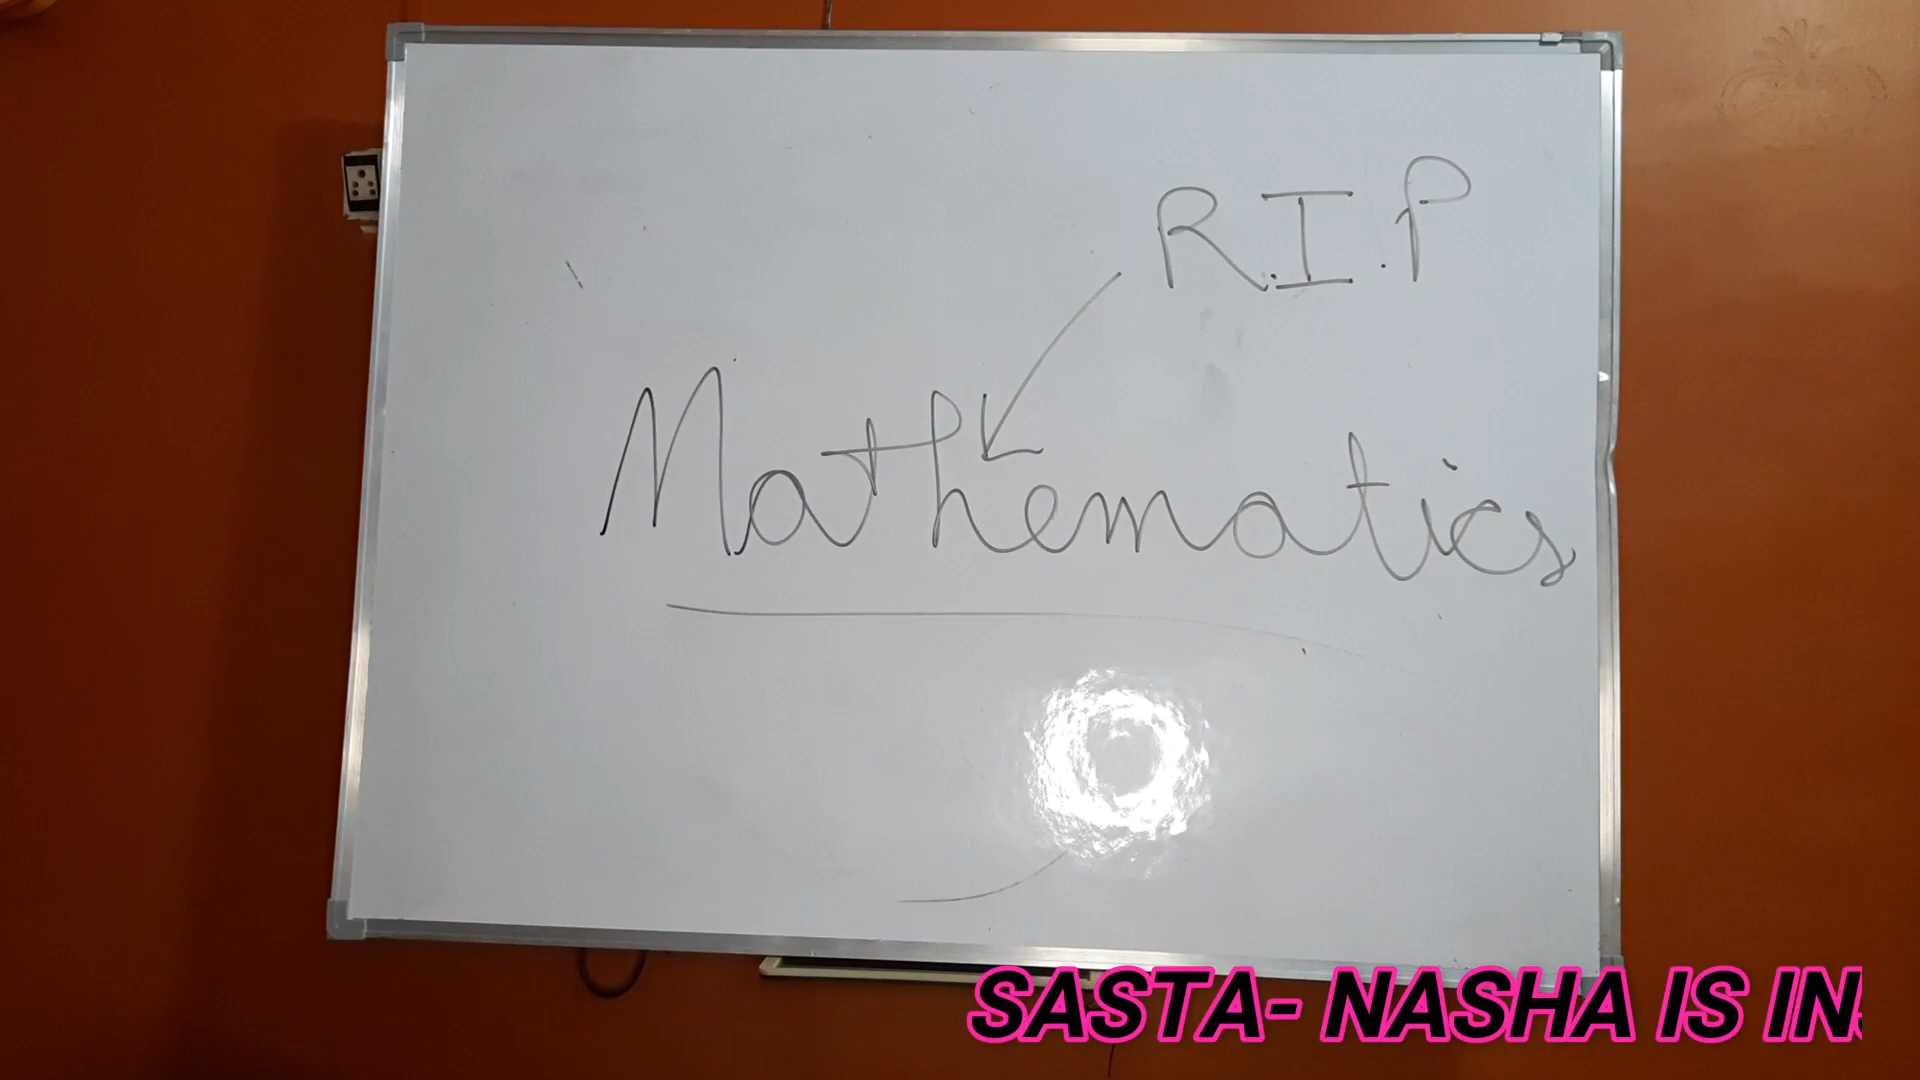 R.I.P
Mathematics
SASTA- NASHA IS IN